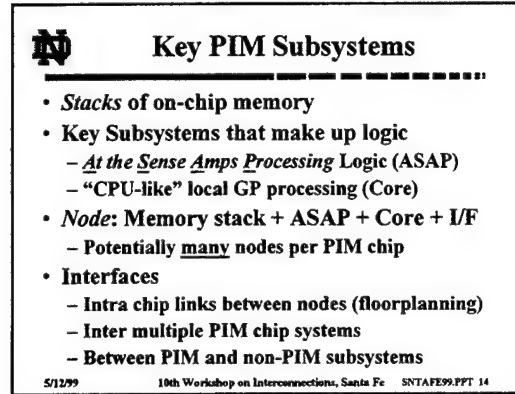 ND
Key PIM Subsystems
• Stacks of on-chip memory
• Key Subsystems that make up logic
– At the Sense Amps Processing Logic (ASAP)
– “CPU-like” local GP processing (Core)
• Node: Memory stack + ASAP + Core + I/F
– Potentially many nodes per PIM chip
• Interfaces
– Intra chip links between nodes (floorplanning)
– Inter multiple PIM chip systems
– Between PIM and non-PIM subsystems
5/12/99 10th Workshop on Interconnections, Santa Fe SNTAFE99.PPT 14